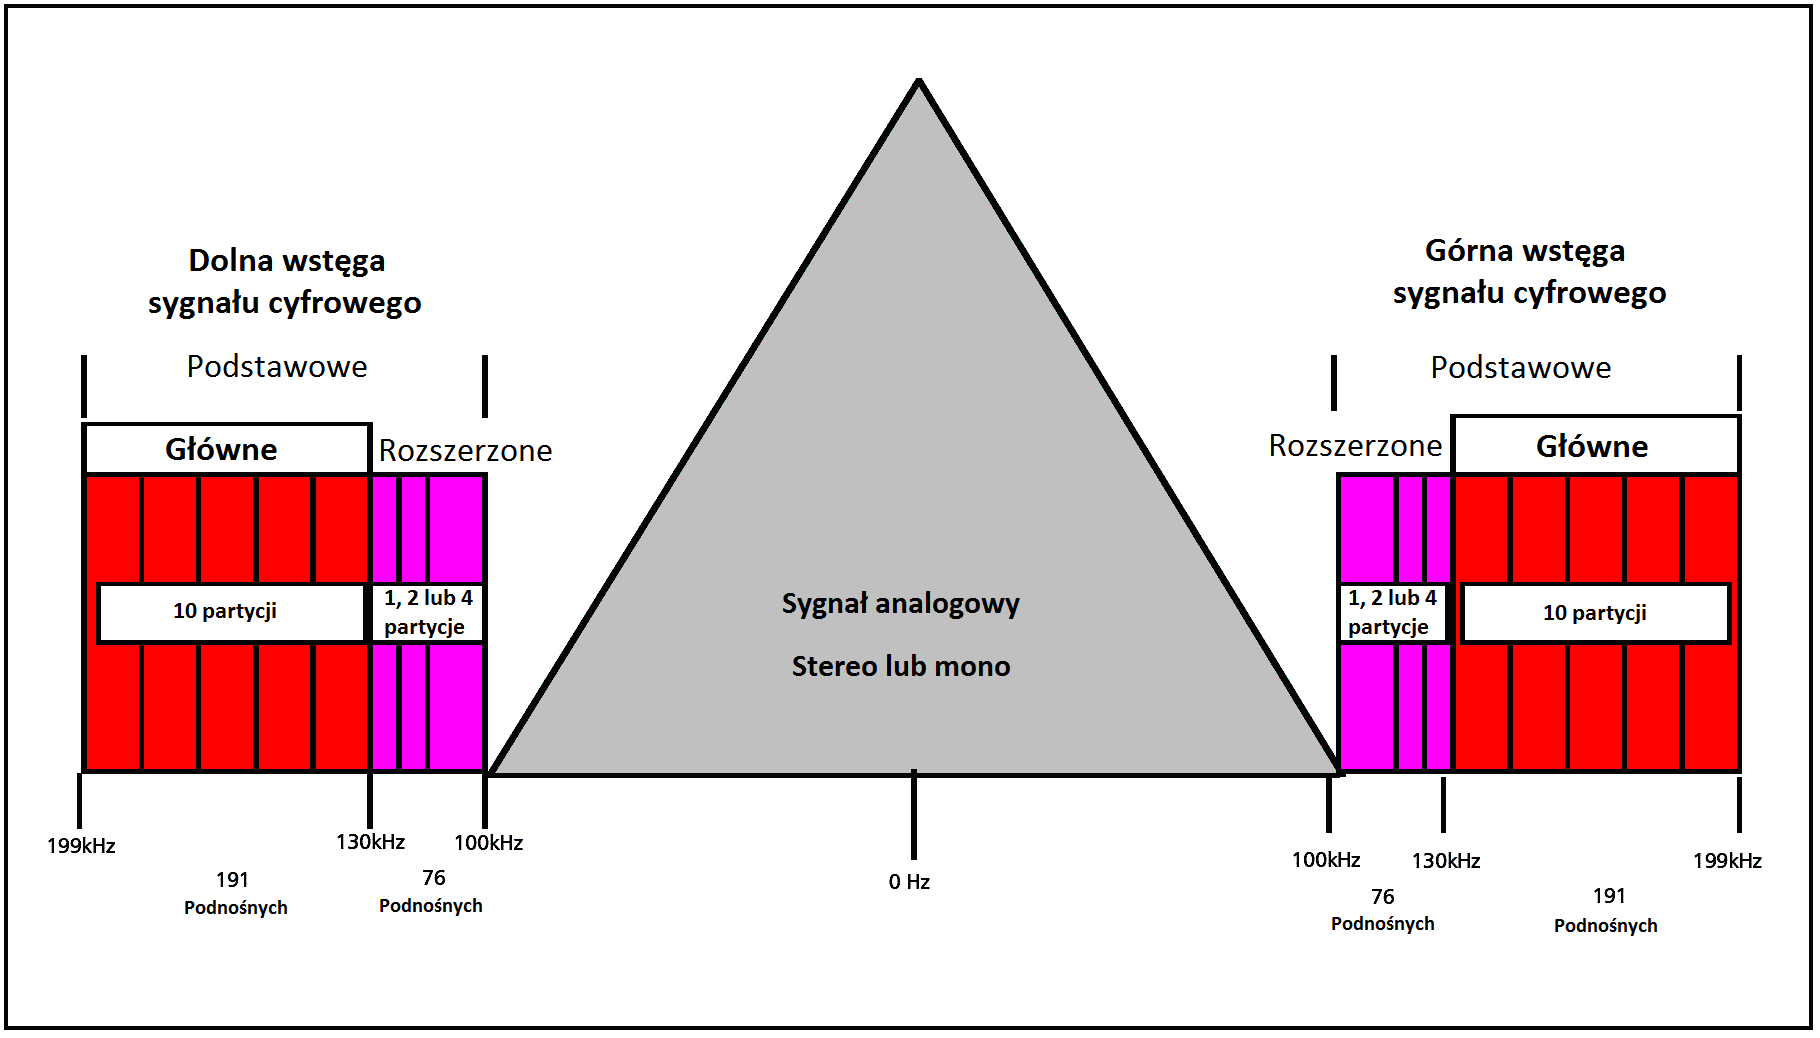 Dolna wstęga
sygnału cyfrowego
Podstawowe
Główne
Rozszerzone
10 partycji
1, 2 lub 4
partycje
199kHz
130kHz
100kHz
191
Podnośnych
76
Podnośnych
Sygnał analogowy
Stereo lub mono
0 Hz
Górna wstęga
sygnału cyfrowego
Podstawowe
Rozszerzone
Główne
1, 2 lub 4
partycje
10 partycji
100kHz
130kHz
199kHz
76
Podnośnych
191
Podnośnych